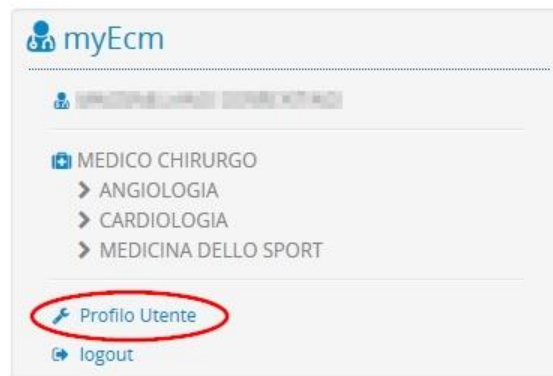 myEcm
MEDICO CHIRURGO
ANGIOLOGIA
CARDIOLOGIA
MEDICINA DELLO SPORT
Profilo Utente
logout